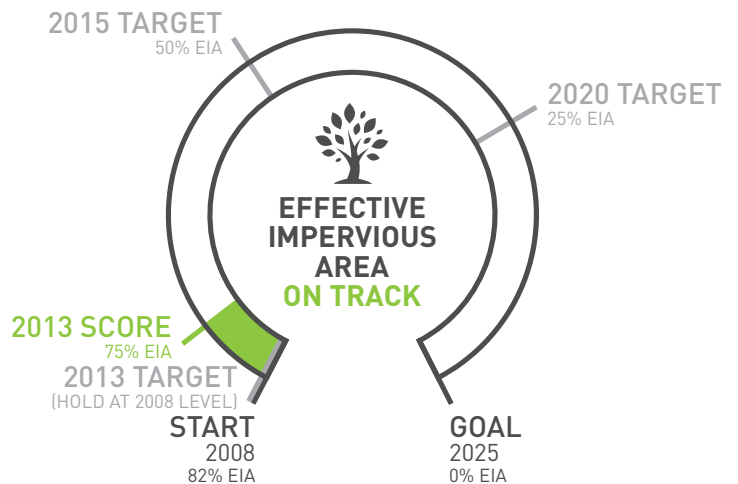 2015 TARGET
50% EIA
2020 TARGET
25% EIA
EFFECTIVE
IMPERVIOUS
AREA
ON TRACK
2013 SCORE
75% EIA
2013 TARGET
(HOLD AT 2008 LEVEL)
START
2008
82% EIA
GOAL
2025
0% EIA